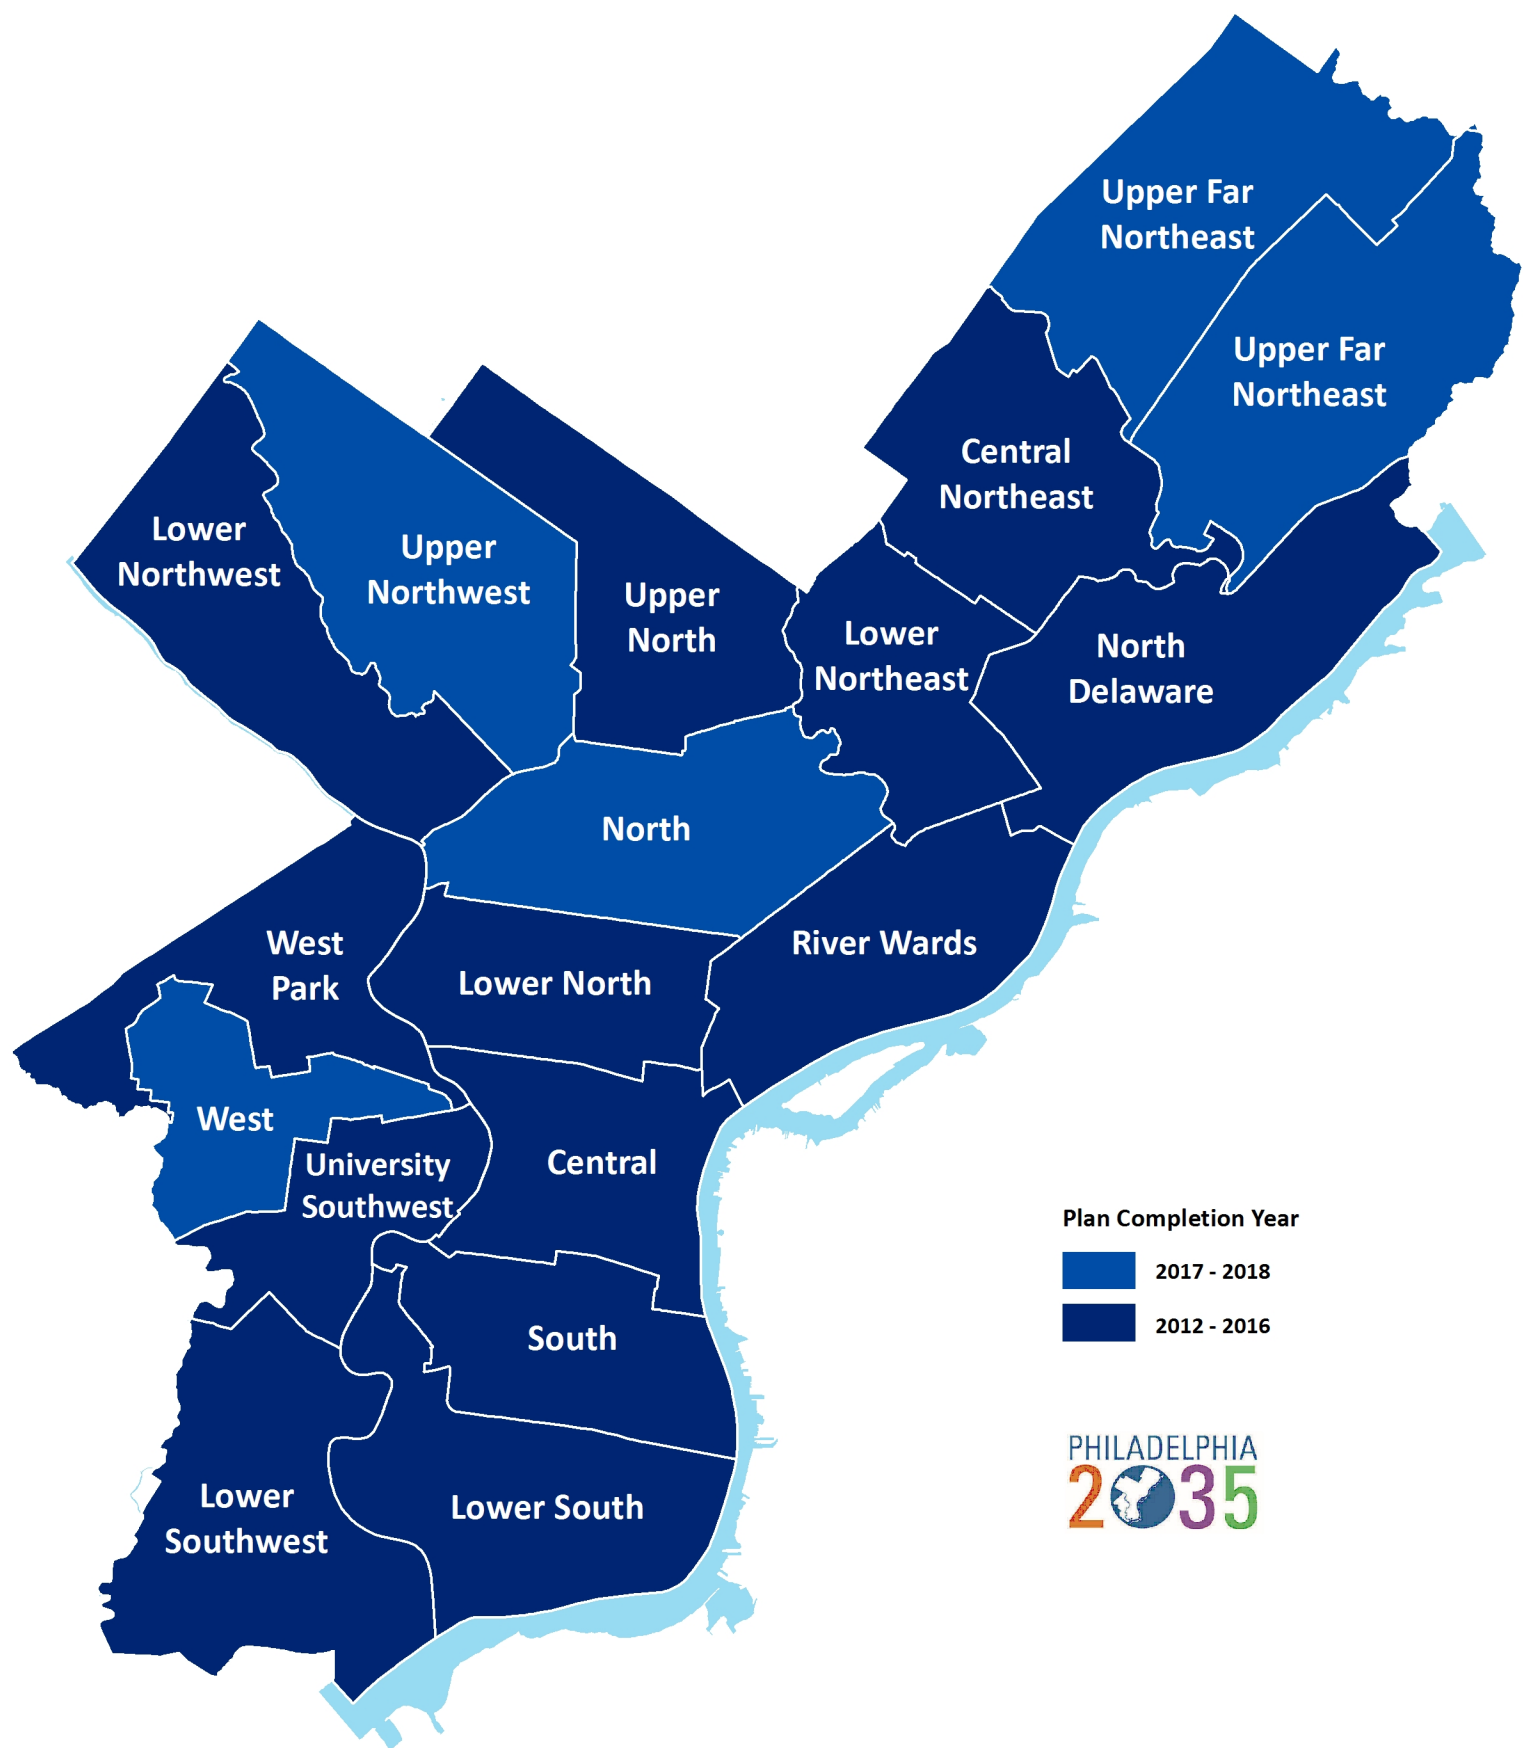 Upper Far
Northeast
Upper Far
Northeast
Central
Northeast
Lower
Northwest
Upper
Northwest
Upper
North
Lower
Northeast
North
Delaware
North
West
Park
Lower North
River Wards
West
University
Southwest
Central
South
Lower
Southwest
Lower South
Plan Completion Year
2017 - 2018
2012 - 2016
PHILADELPHIA
2035